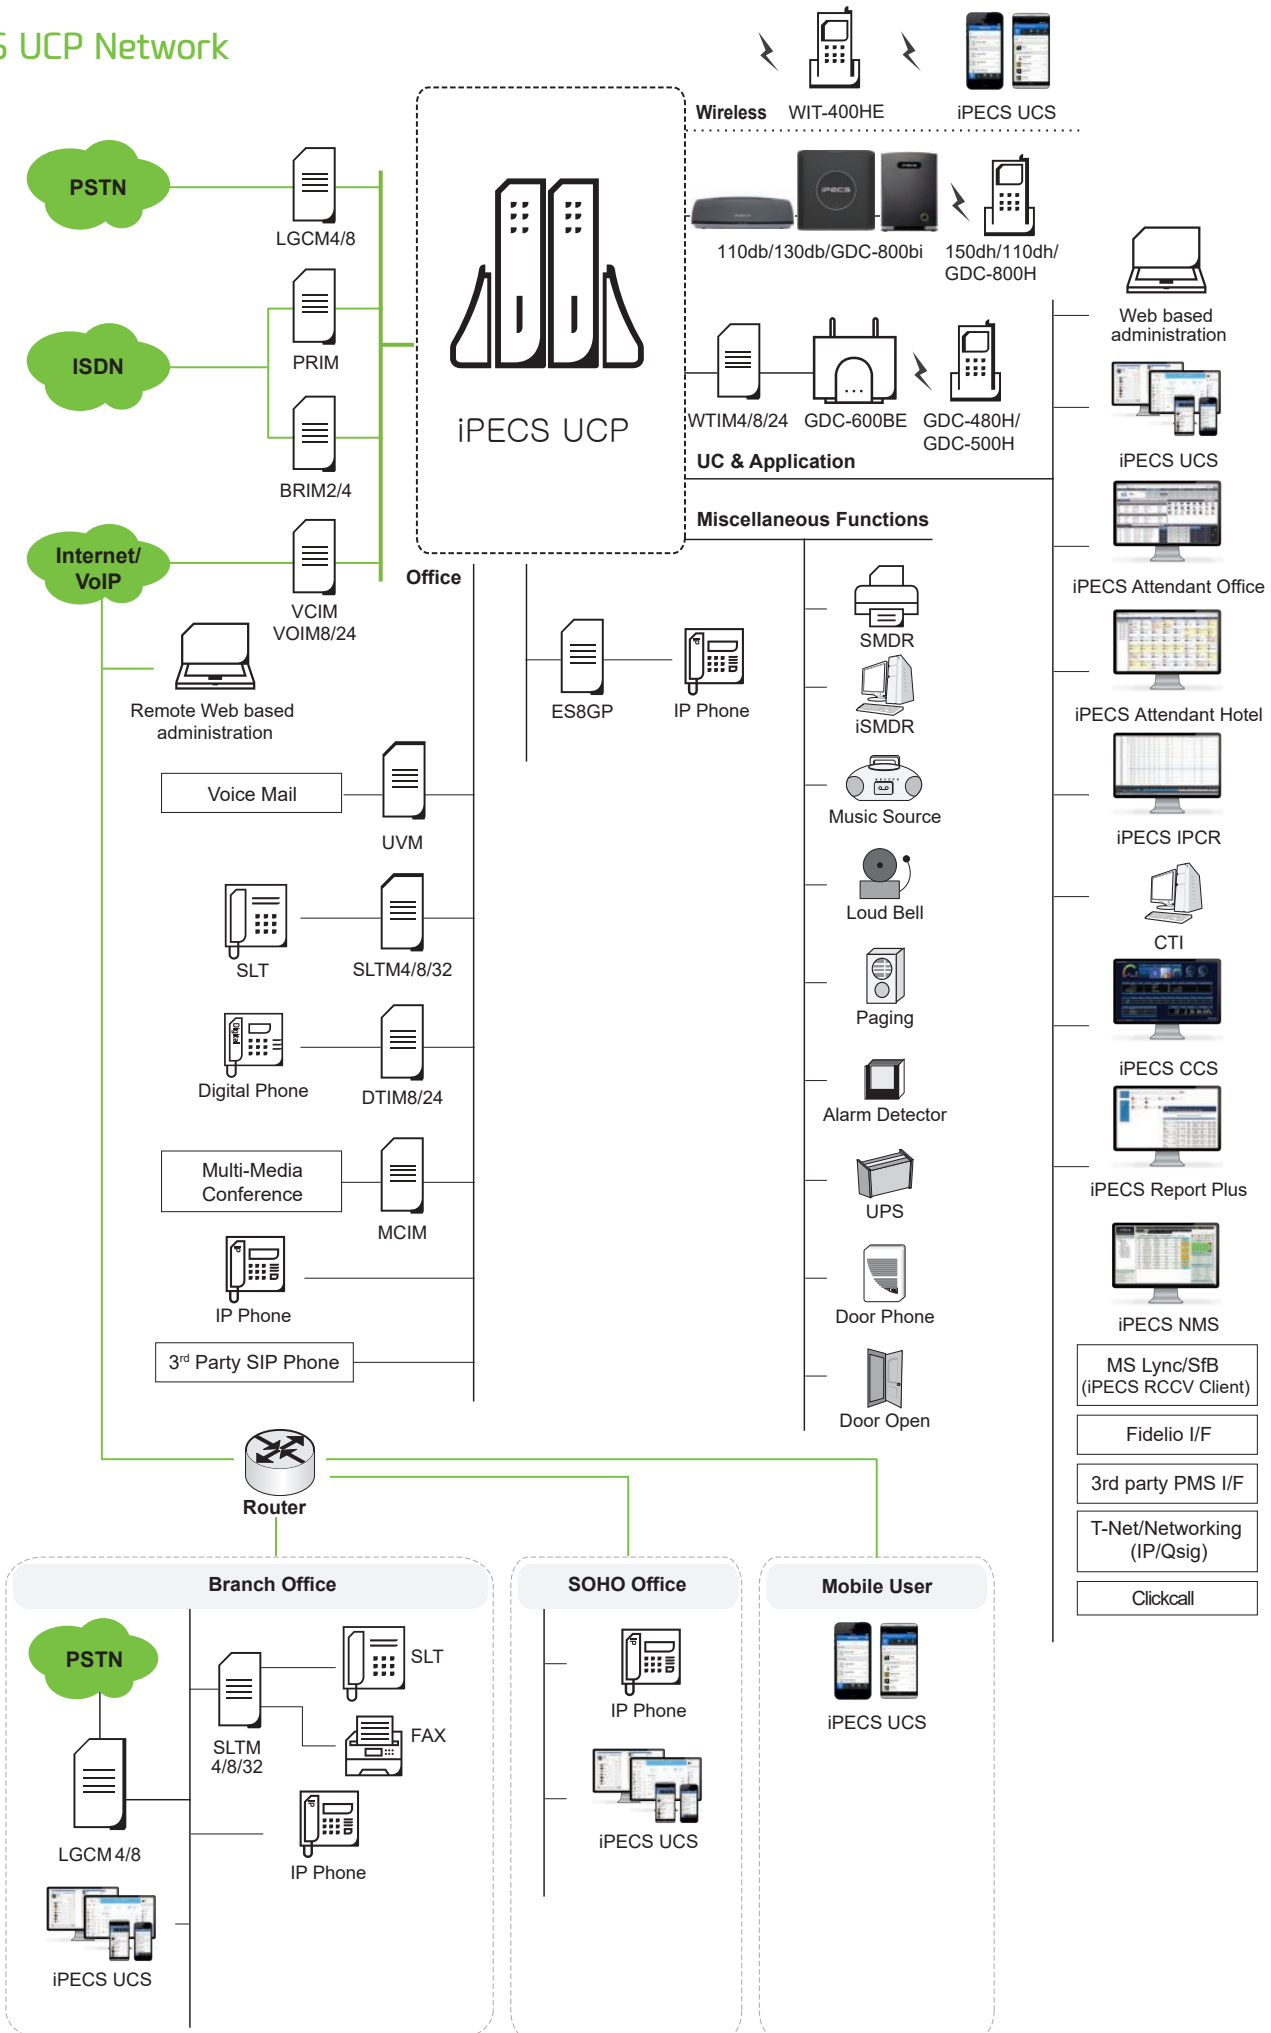 UCP Network
Wireless
WIT-400HE
iPECS UCS
PSTN
LGCM4/8
110db/130db/GDC-800bi
150dh/110dh/
GDC-800H
ISDN
PRIM
BRIM2/4
iPECS UCP
WTIM4/8/24
GDC-600BE
GDC-480H/
GDC-500H
UC & Application
Miscellaneous Functions
Internet/
VoIP
VCIM
VOIM8/24
Office
Remote Web based
administration
ES8GP
IP Phone
Voice Mail
UVM
SLT
SLTM4/8/32
Digital
Digital Phone
DTIM8/24
Multi-Media
Conference
MCIM
IP
IP Phone
3rd Party SIP Phone
SMDR
iSMDR
Music Source
Loud Bell
Paging
Alarm Detector
UPS
Door Phone
Door Open
Web based
administration
iPECS UCS
iPECS Attendant Office
iPECS Attendant Hotel
iPECS IPCR
CTI
iPECS CCS
iPECS Report Plus
iPECS NMS
MS Lync/SfB
(iPECS RCCV Client)
Fidelio I/F
3rd party PMS I/F
T-Net/Networking
(IP/Qsig)
Clickcall
Router
Branch Office
PSTN
SLT
SLTM
4/8/32
FAX
LGCM 4/8
IP
IP Phone
iPECS UCS
SOHO Office
IP
IP Phone
iPECS UCS
Mobile User
iPECS UCS